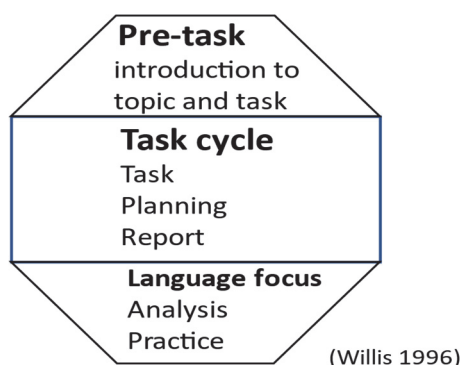 Pre-task
introduction to
topic and task
Task cycle
Task
Planning
Report
Language focus
Analysis
Practice
(Willis 1996)